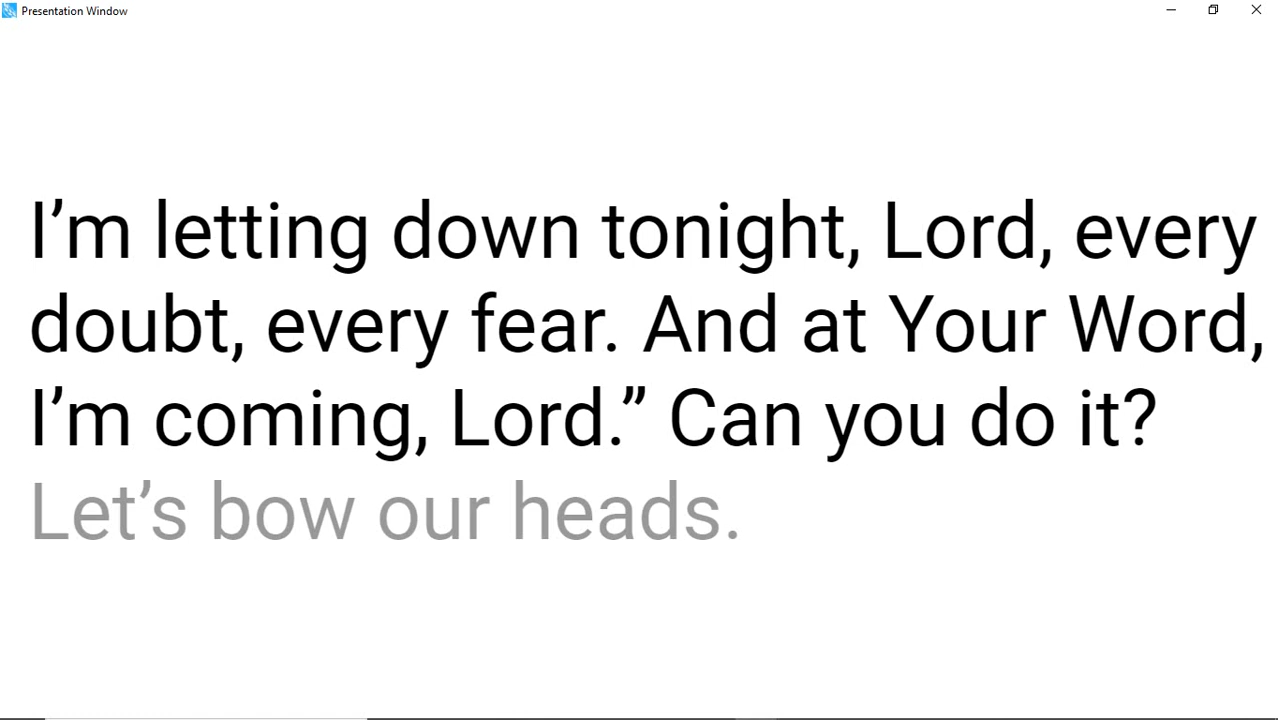 Presentation Window
I’m letting down tonight, Lord, every
doubt, every fear. And at Your Word,
I’m coming, Lord.” Can you do it?
Let’s bow our heads.